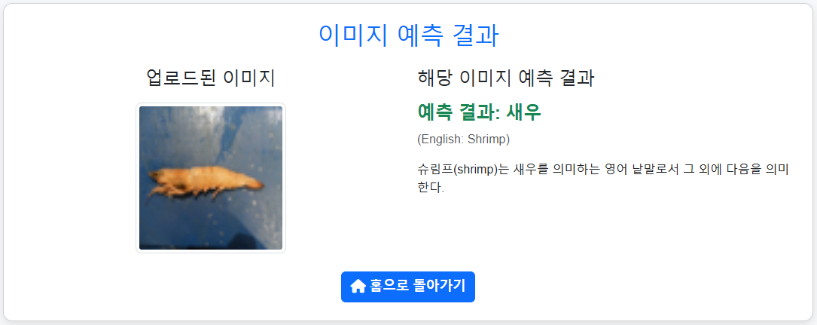 이미지 예측 결과
업로드된 이미지
해당 이미지 예측 결과
예측 결과: 새우
(English: Shrimp)
슈림프(shrimp)는 새우를 의미하는 영어 낱말로서 그 외에 다음을 의미
한다.
홈으로 돌아가기